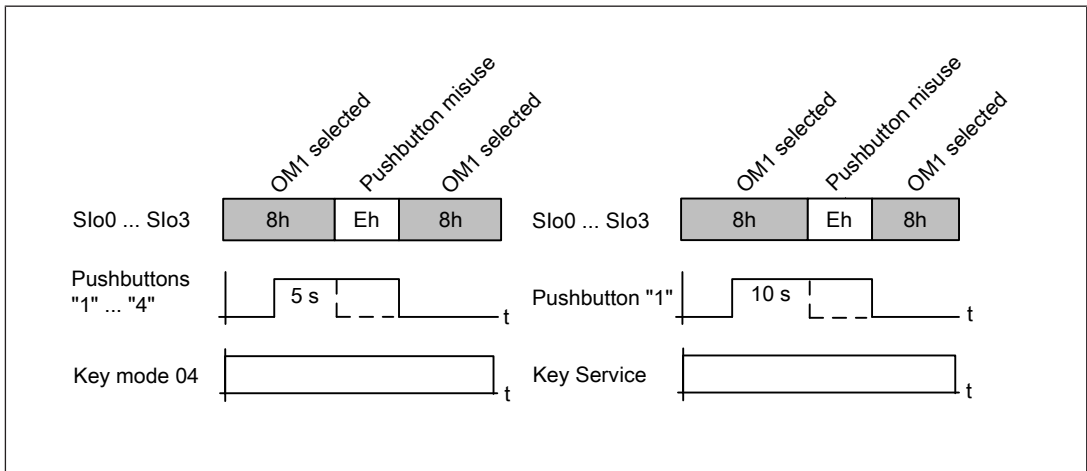 OM1 selected
Pushbutton misuse
OM1 selected
SIo0 ... SIo3
8h
Eh
8h
Pushbuttons
"1" ... "4"
5 s
t
Key mode 04
t
OM1 selected
Pushbutton misuse
OM1 selected
SIo0 ... SIo3
8h
Eh
8h
Pushbutton "1"
10 s
t
Key Service
t